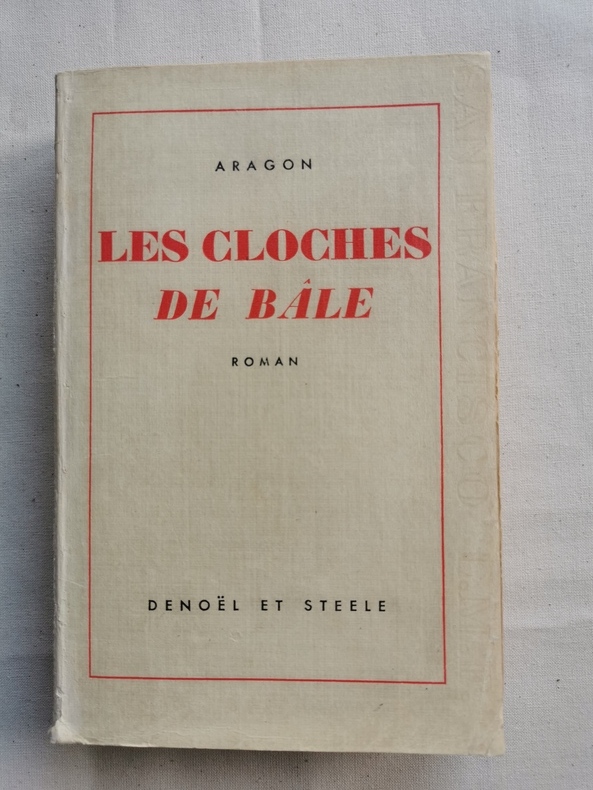 ARAGON
LES CLOCHES
DE BÂLE
ROMAN
DENOËL ET STEELE